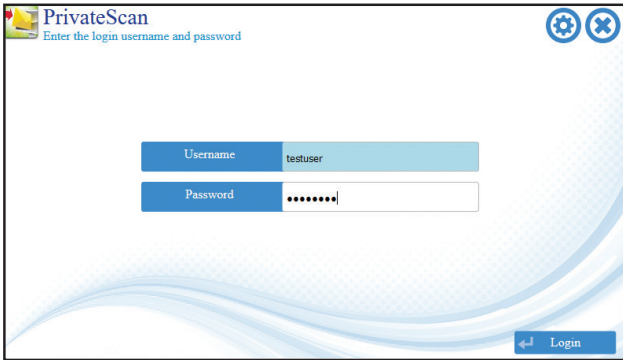 PrivateScan
Enter the login username and password
Username
testuser
Password
••••••••
Login